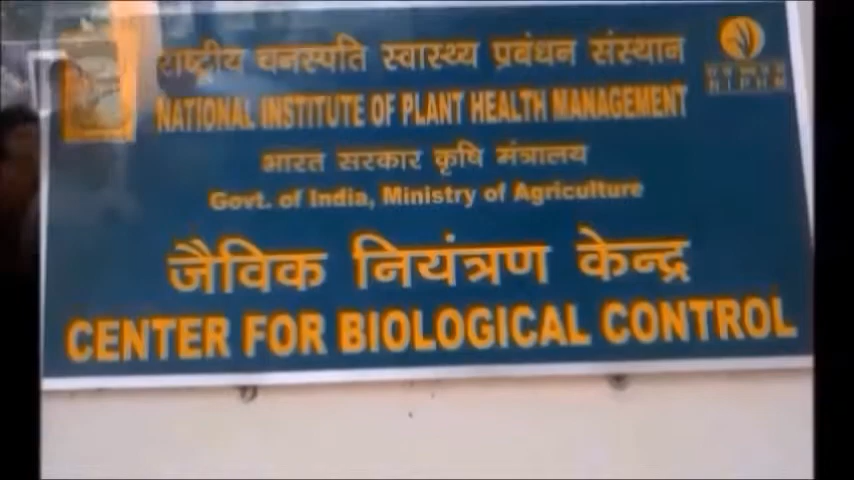 राष्ट्रीय वनस्पति स्वास्थ्य प्रबंधन संस्थान
NATIONAL INSTITUTE OF PLANT HEALTH MANAGEMENT
भारत सरकार कृषि मंत्रालय
Govt. of India, Ministry of Agriculture
जैविक नियंत्रण केन्द्र
CENTER FOR BIOLOGICAL CONTROL